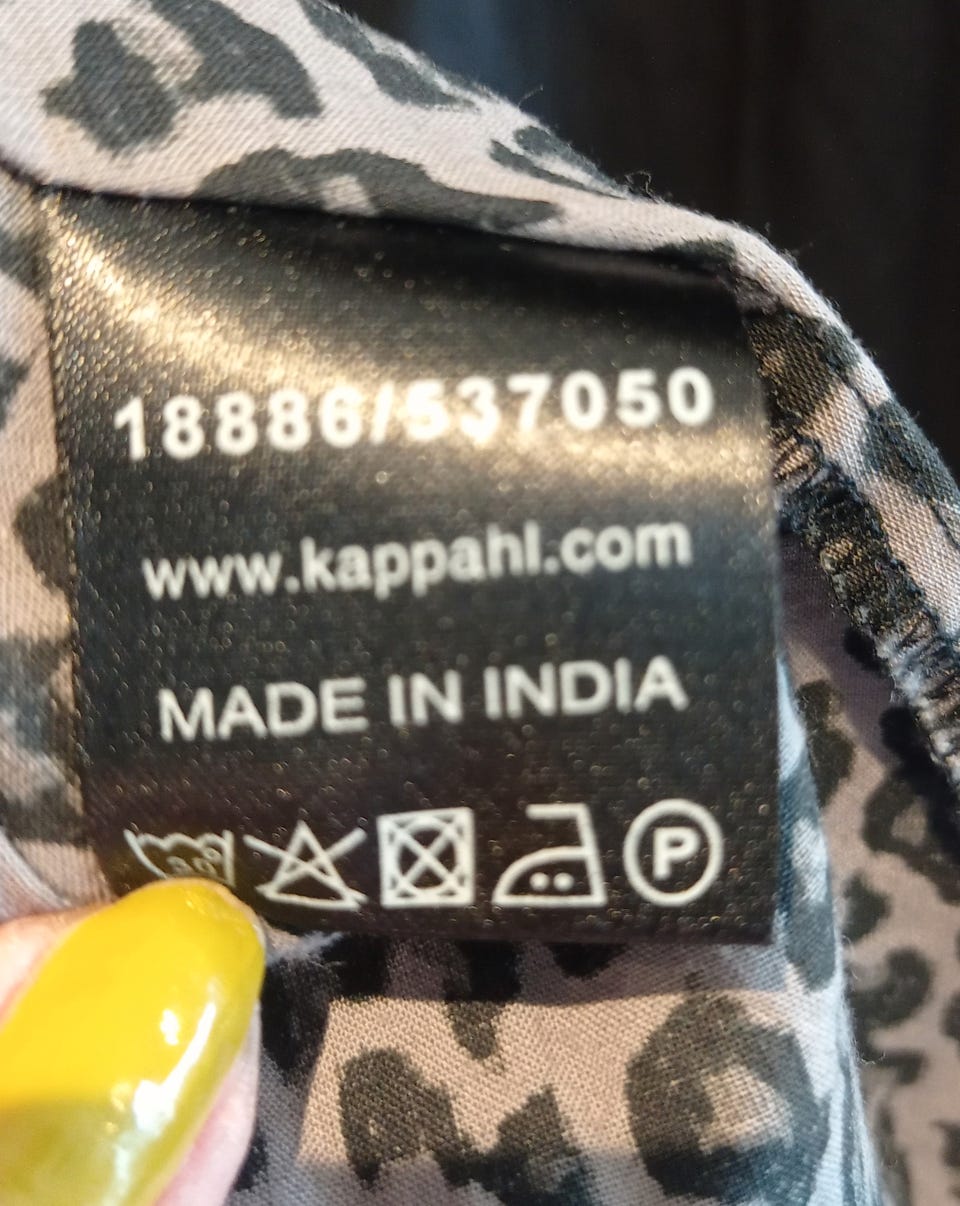 18886/537050
www.kappahl.com
MADE IN INDIA
P